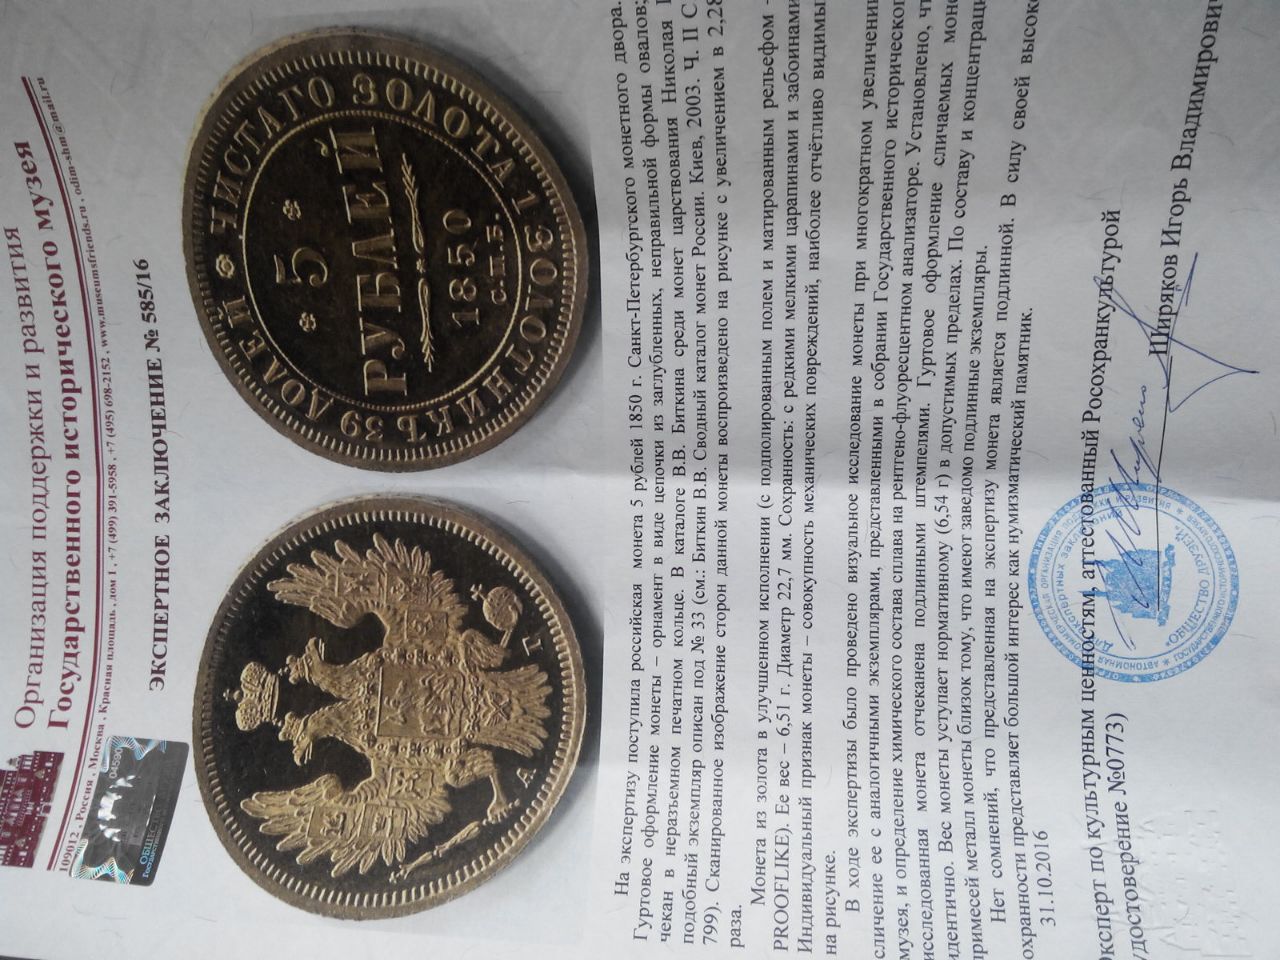 Организация поддержки и развития
Государственного исторического музея
109012, Россия, Москва, Красная площадь, дом 1, +7 (499) 391-5958, +7 (495) 698-2152, www.museumsfriends.ru, odim-shm@mail.ru
04590
ЭКСПЕРТНОЕ ЗАКЛЮЧЕНИЕ № 585/16
А Г
✽ ЧИСТАГО ЗОЛОТА 1 ЗОЛОТНИКЪ 39 ДОЛЕЙ
5
РУБЛЕЙ
1850
С.П.Б.
На экспертизу поступила российская монета 5 рублей 1850 г. Санкт-Петербургского монетного двора.
Гуртовое оформление монеты – орнамент в виде цепочки из заглубленных, неправильной формы овалов;
чекан в неразъемном печатном кольце. В каталоге В.В. Биткина среди монет царствования Николая I
подобный экземпляр описан под № 33 (см.: Биткин В.В. Сводный каталог монет России. Киев, 2003. Ч. II С.
799). Сканированное изображение сторон данной монеты воспроизведено на рисунке с увеличением в 2,28
раза.
Монета из золота в улучшенном исполнении (с подполированным полем и матированным рельефом –
PROOFLIKE). Ее вес – 6,51 г. Диаметр 22,7 мм. Сохранность: с редкими мелкими царапинами и забоинами.
Индивидуальный признак монеты – совокупность механических повреждений, наиболее отчётливо видимых
на рисунке.
В ходе экспертизы было проведено визуальное исследование монеты при многократном увеличении,
сличение ее с аналогичными экземплярами, представленными в собрании Государственного исторического
музея, и определение химического состава сплава на рентгено-флуоресцентном анализаторе. Установлено, что
исследованная монета отчеканена подлинными штемпелями. Гуртовое оформление сличаемых монет
идентично. Вес монеты уступает нормативному (6,54 г) в допустимых пределах. По составу и концентрации
примесей металл монеты близок тому, что имеют заведомо подлинные экземпляры.
Нет сомнений, что представленная на экспертизу монета является подлинной. В силу своей высокой
сохранности представляет большой интерес как нумизматический памятник.
31.10.2016
Эксперт по культурным ценностям, аттестованный Росохранкультурой
(удостоверение №0773)
Ширяков Игорь Владимирович
Для экспертных заключений
"ОБЩЕСТВО ДРУЗЕЙ"